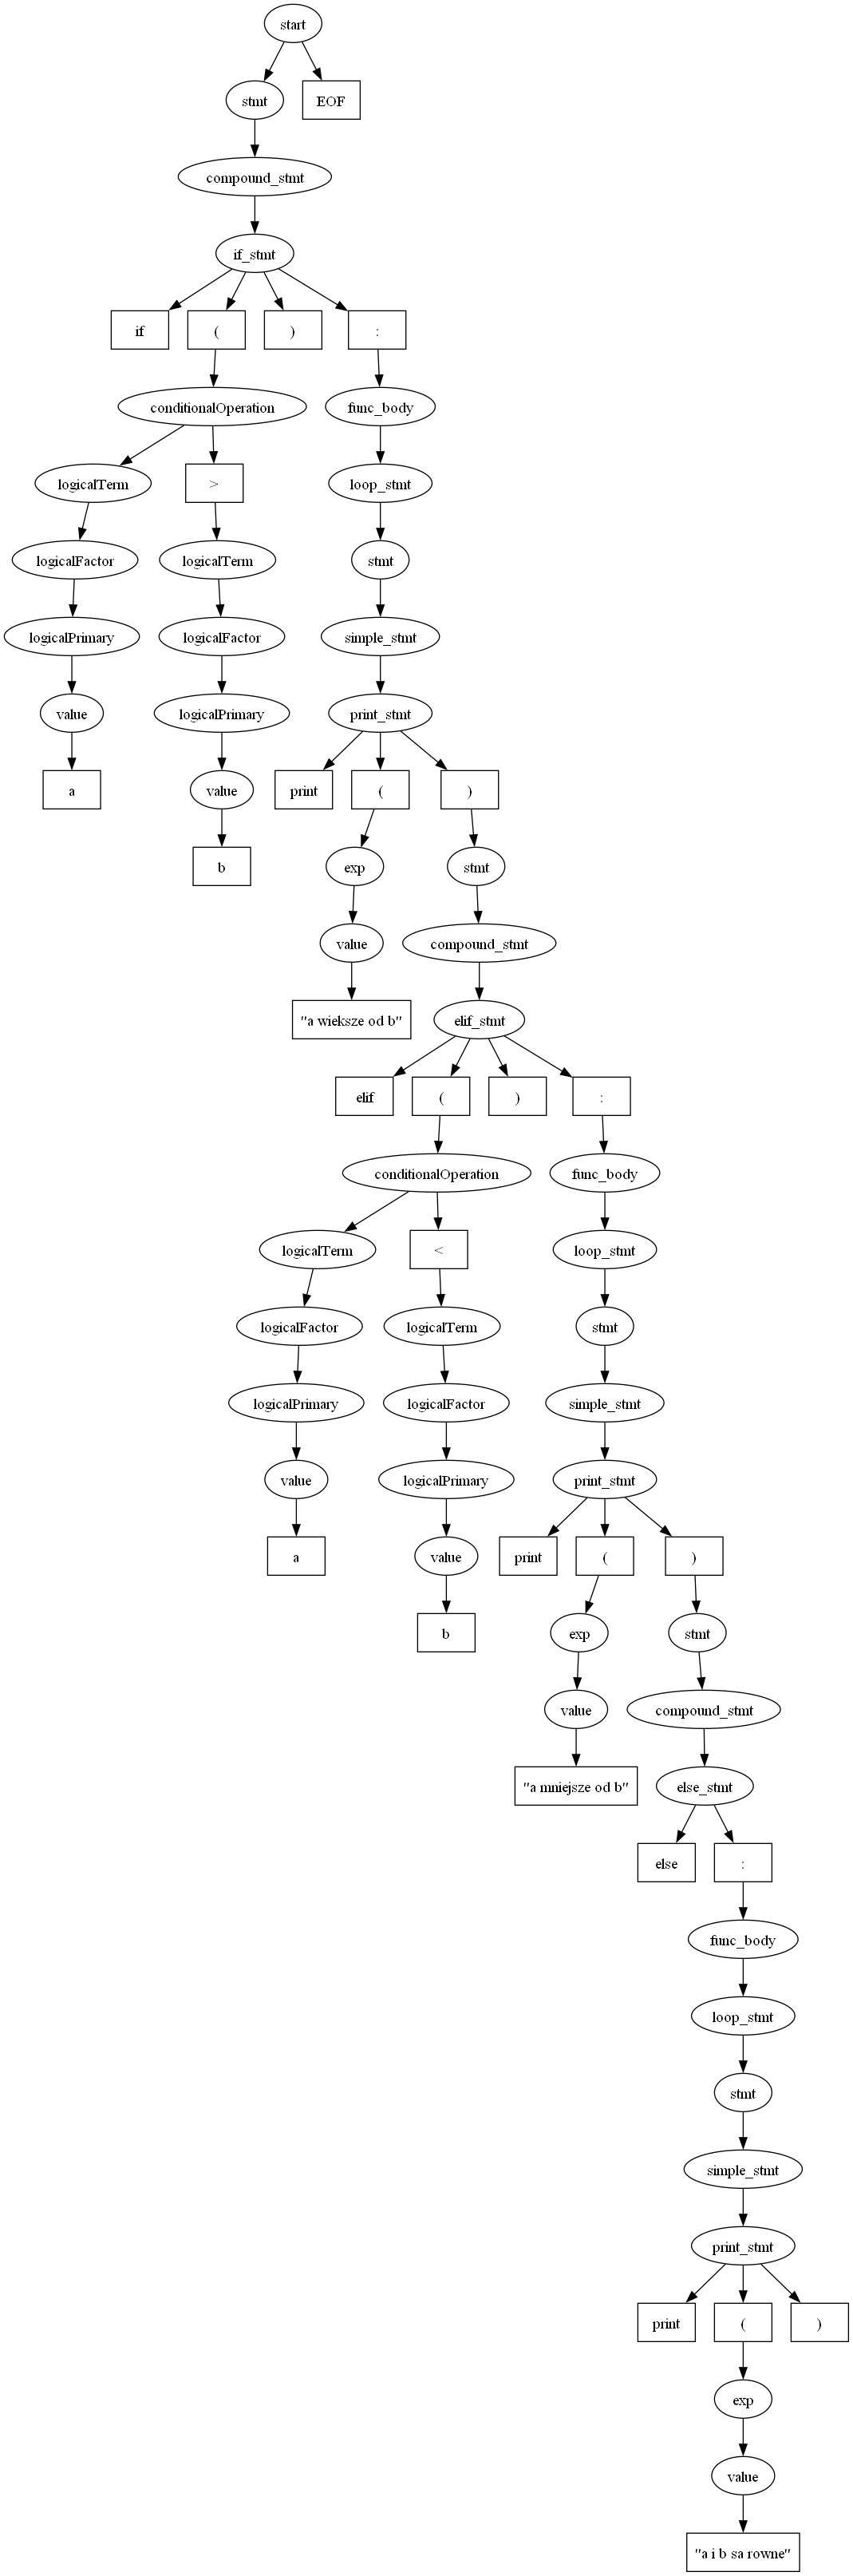 start
stmt EOF
compound_stmt
if_stmt
if ( ) :
conditionalOperation func_body
logicalTerm > loop_stmt
logicalFactor logicalTerm stmt
logicalPrimary logicalFactor simple_stmt
value logicalPrimary print_stmt
a value print ( )
b exp stmt
value compound_stmt
"a wieksze od b" elif_stmt
elif ( ) :
conditionalOperation func_body
logicalTerm < loop_stmt
logicalFactor logicalTerm stmt
logicalPrimary logicalFactor simple_stmt
value logicalPrimary print_stmt
a value print ( )
b exp stmt
value compound_stmt
"a mniejsze od b" else_stmt
else :
func_body
loop_stmt
stmt
simple_stmt
print_stmt
print ( )
exp
value
"a i b sa rowne"